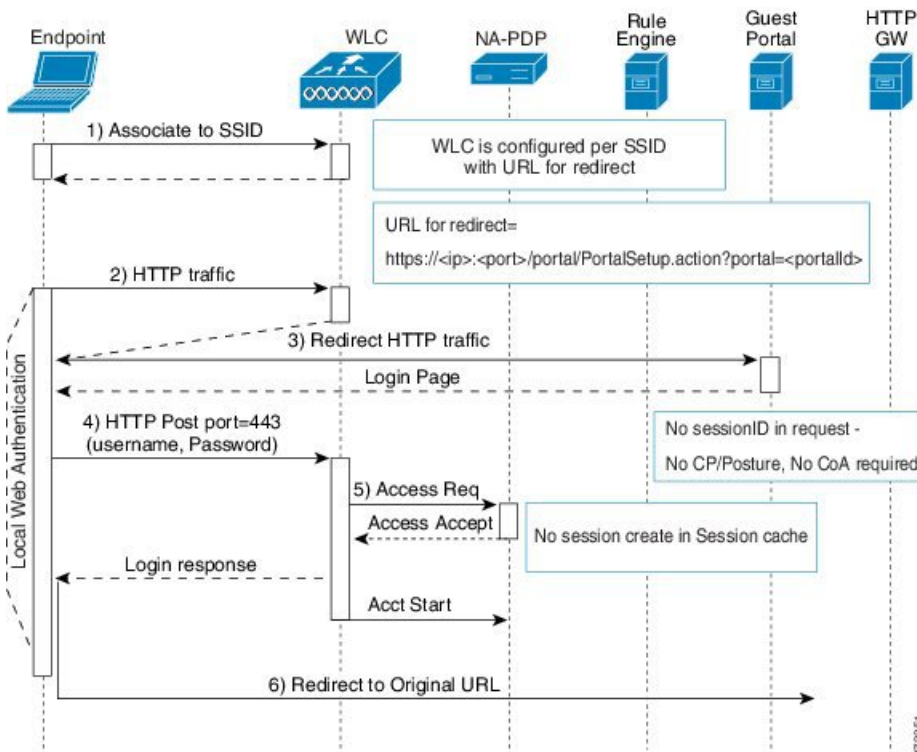 Endpoint
WLC
NA-PDP
Rule
Engine
Guest
Portal
HTTP
GW
1) Associate to SSID
WLC is configured per SSID
with URL for redirect
URL for redirect=
https://<ip>:<port>/portal/PortalSetup.action?portal=<portalId>
2) HTTP traffic
3) Redirect HTTP traffic
Login Page
Local Web Authentication
4) HTTP Post port=443
(username, Password)
No sessionID in request -
No CP/Posture, No CoA required
5) Access Req
Access Accept
No session create in Session cache
Login response
Acct Start
6) Redirect to Original URL